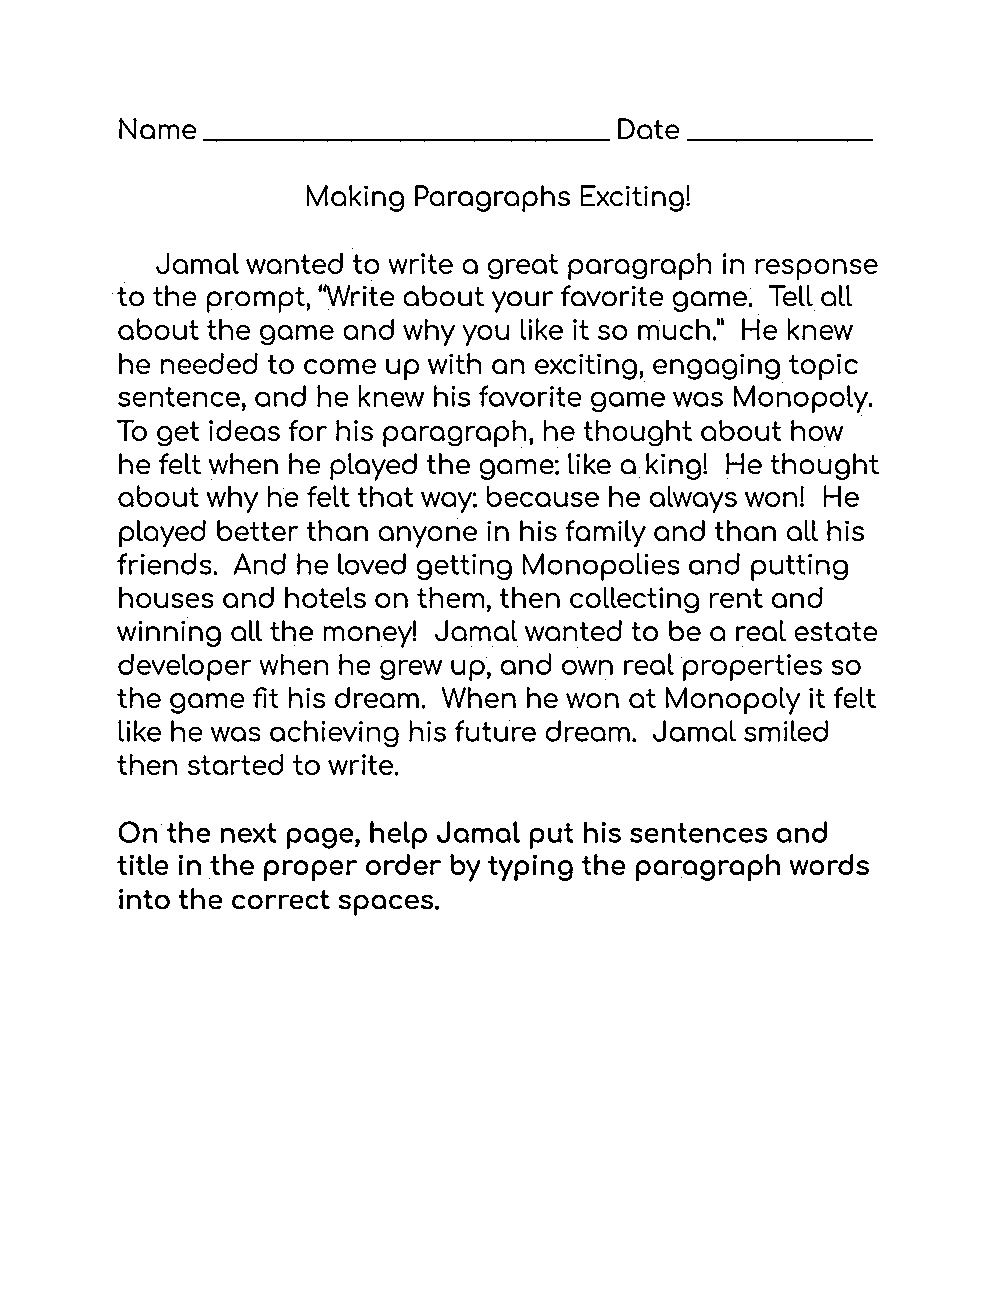 Name ______________________________ Date ______________
Making Paragraphs Exciting!
Jamal wanted to write a great paragraph in response
to the prompt, “Write about your favorite game.  Tell all
about the game and why you like it so much."  He knew
he needed to come up with an exciting, engaging topic
sentence, and he knew his favorite game was Monopoly.
To get ideas for his paragraph, he thought about how
he felt when he played the game: like a king!  He thought
about why he felt that way: because he always won!  He
played better than anyone in his family and than all his
friends.  And he loved getting Monopolies and putting
houses and hotels on them, then collecting rent and
winning all the money!  Jamal wanted to be a real estate
developer when he grew up, and own real properties so
the game fit his dream.  When he won at Monopoly it felt
like he was achieving his future dream.  Jamal smiled
then started to write.
On the next page, help Jamal put his sentences and
title in the proper order by typing the paragraph words
into the correct spaces.